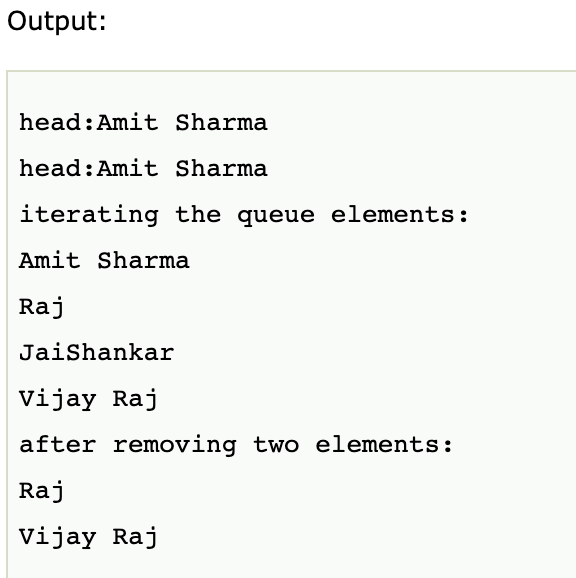 Output:
head:Amit Sharma
head:Amit Sharma
iterating the queue elements:
Amit Sharma
Raj
JaiShankar
Vijay Raj
after removing two elements:
Raj
Vijay Raj